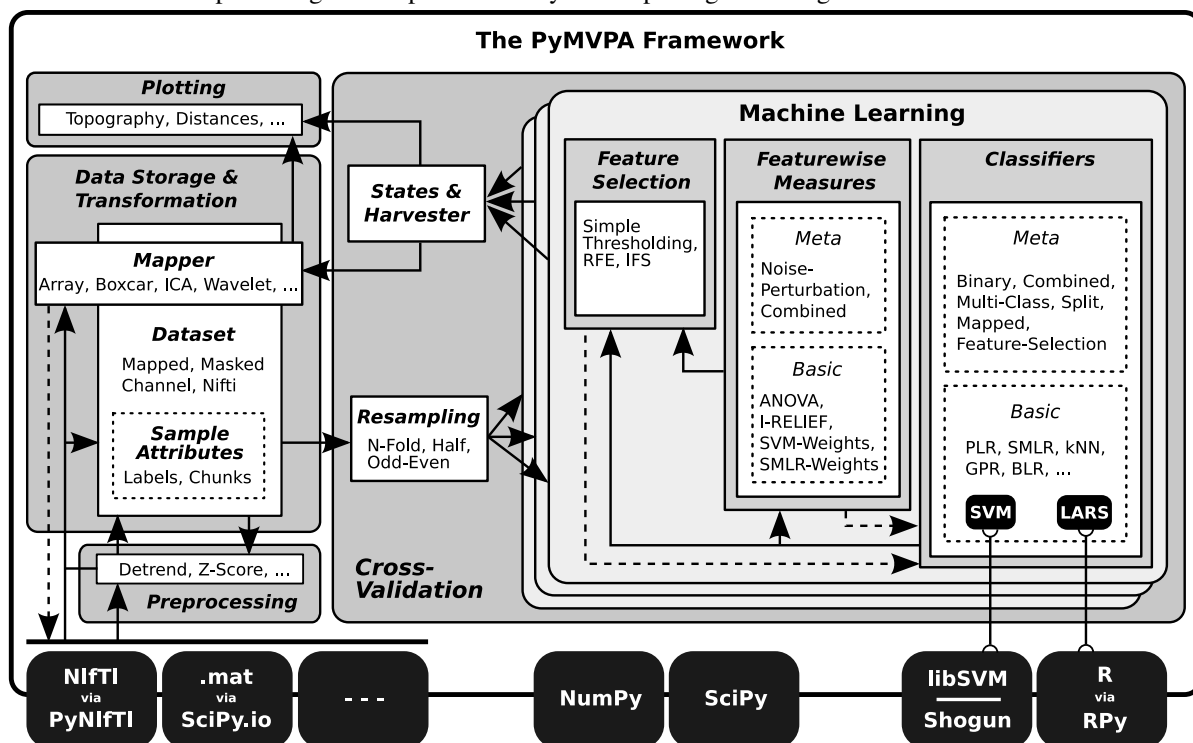 The PyMVPA Framework
Plotting
Topography, Distances, ...
Data Storage &
Transformation
Mapper
Array, Boxcar, ICA, Wavelet, ...
Dataset
Mapped, Masked
Channel, Nifti
Sample
Attributes
Labels, Chunks
Detrend, Z-Score, ...
Preprocessing
States &
Harvester
Resampling
N-Fold, Half,
Odd-Even
Cross-
Validation
Machine Learning
Feature
Selection
Simple
Thresholding,
RFE, IFS
Featurewise
Measures
Meta
Noise-
Perturbation,
Combined
Basic
ANOVA,
I-RELIEF,
SVM-Weights,
SMLR-Weights
Classifiers
Meta
Binary, Combined,
Multi-Class, Split,
Mapped,
Feature-Selection
Basic
PLR, SMLR, kNN,
GPR, BLR, ...
SVM
LARS
NIfTI
via
PyNIfTI
.mat
via
SciPy.io
- - -
NumPy
SciPy
libSVM
Shogun
R
via
RPy